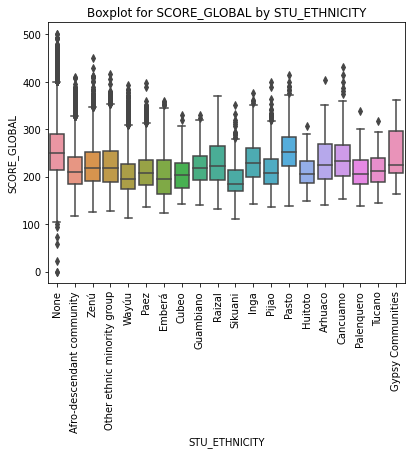 Boxplot for SCORE_GLOBAL by STU_ETHNICITY
SCORE_GLOBAL
500
400
300
200
100
0
None
Afro-descendant community
Zenú
Other ethnic minority group
Wayúu
Paez
Emberá
Cubeo
Guambiano
Raizal
Sikuani
Inga
Pijao
Pasto
Huitoto
Arhuaco
Cancuamo
Palenquero
Tucano
Gypsy Communities
STU_ETHNICITY